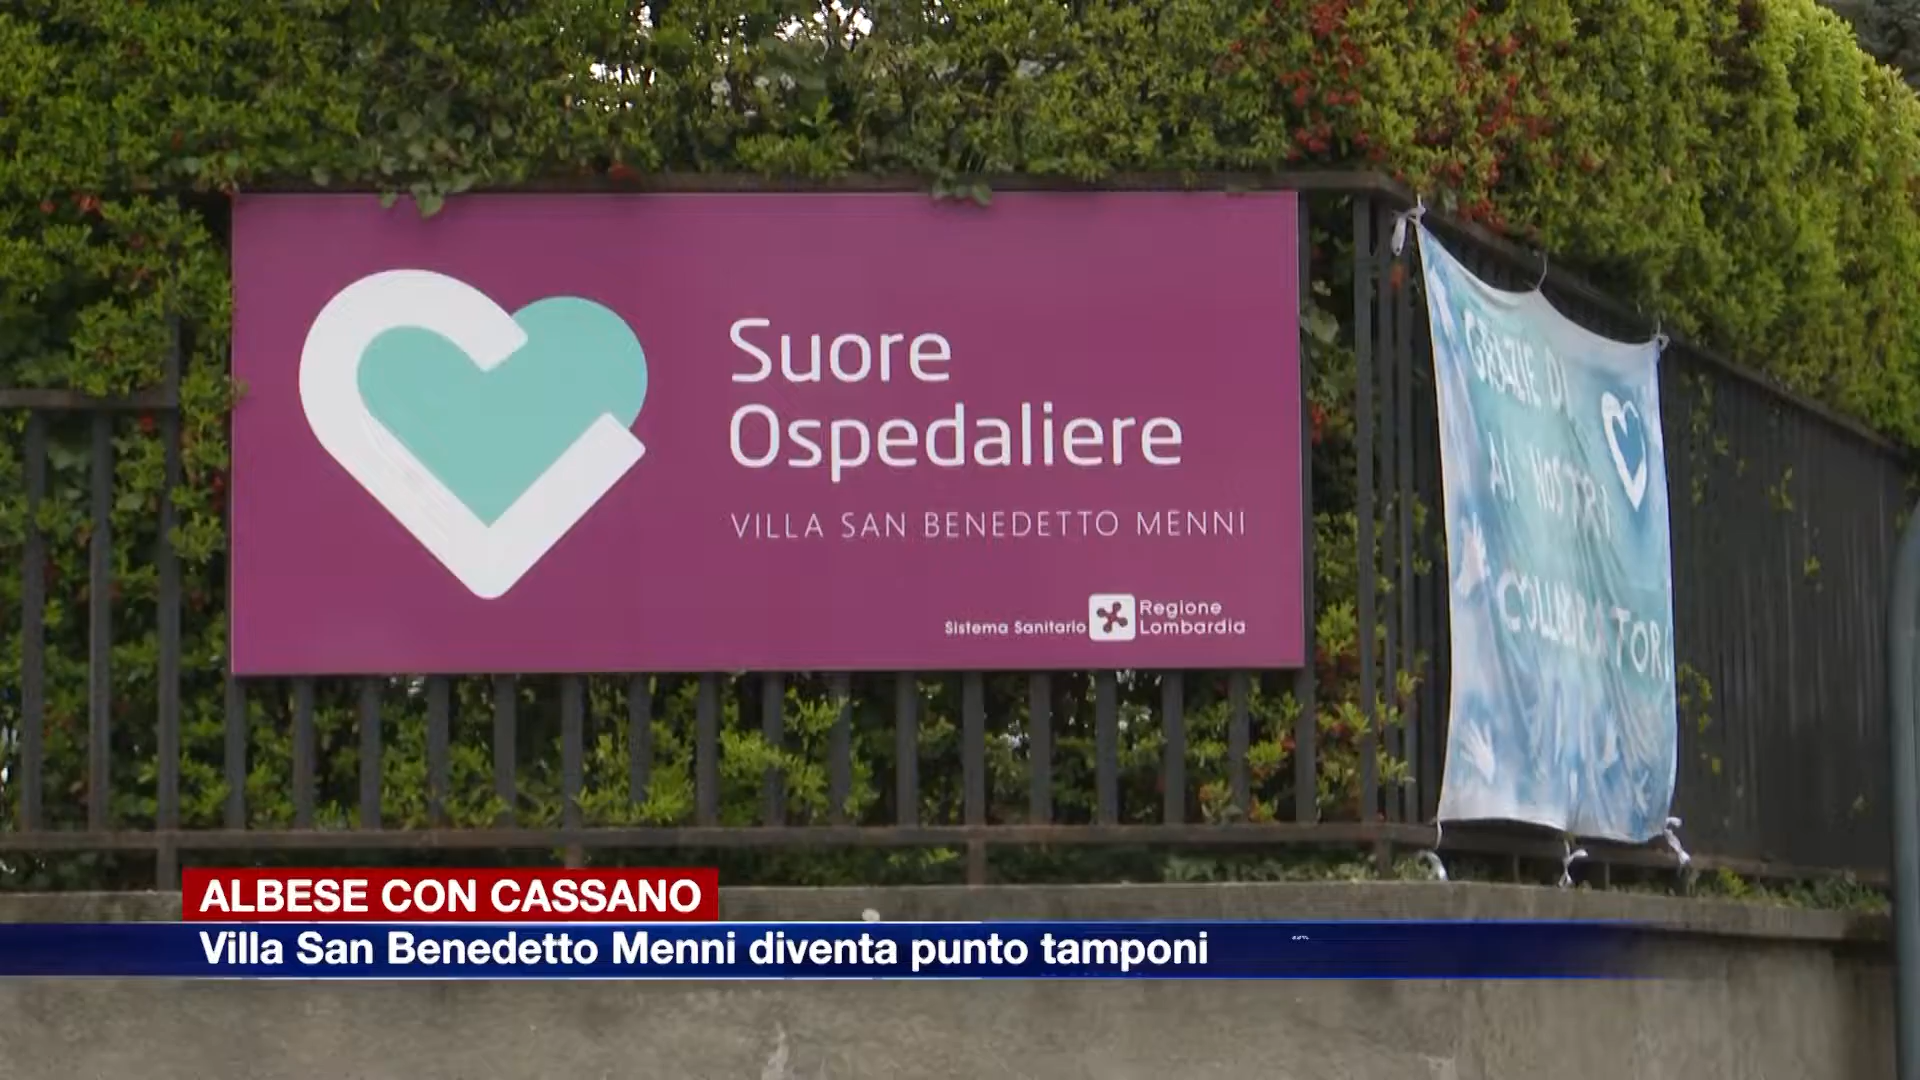 Suore
Ospedaliere
VILLA SAN BENEDETTO MENNI
Sistema Sanitario
Regione
Lombardia
GRAZIE DI
AI NOSTRI
COLLABORATORI
ALBESE CON CASSANO
Villa San Benedetto Menni diventa punto tamponi